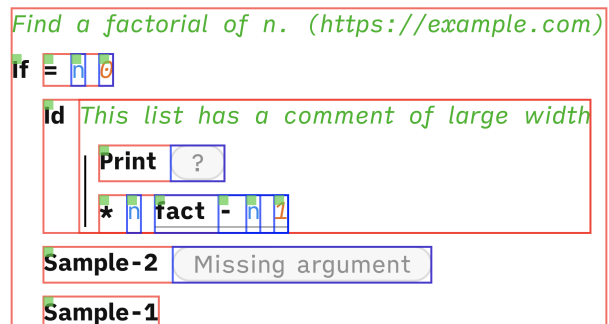 Find a factorial of n. (https://example.com)
If = n 0
Id This list has a comment of large width
Print ?
* n fact - n 1
Sample-2 Missing argument
Sample-1